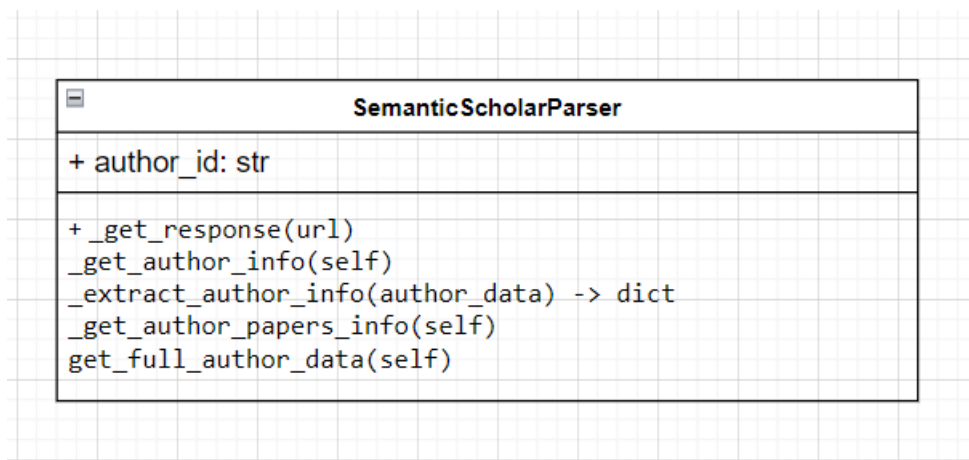 SemanticScholarParser
+ author_id: str
+ _get_response(url)
_get_author_info(self)
_extract_author_info(author_data) -> dict
_get_author_papers_info(self)
get_full_author_data(self)